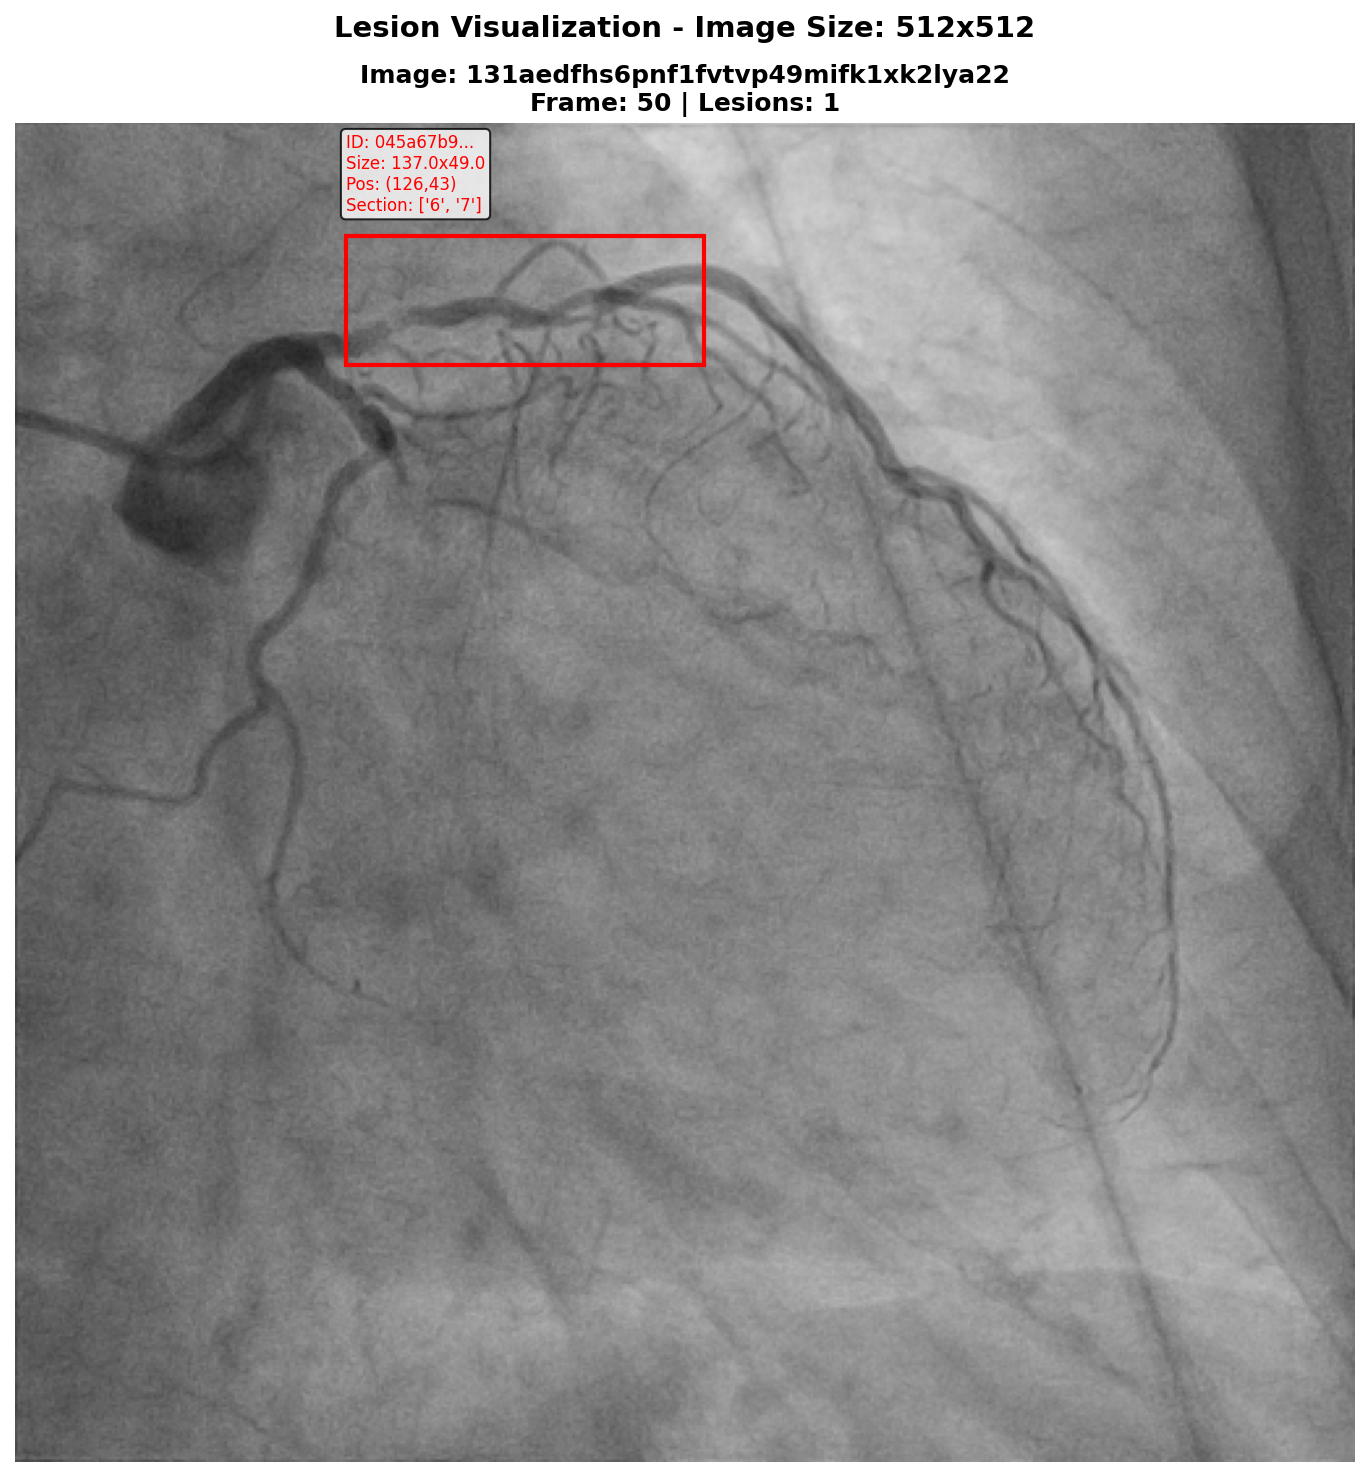 Lesion Visualization - Image Size: 512x512
Image: 131aedfhs6pnf1fvtvp49mifk1xk2lya22
Frame: 50 | Lesions: 1
ID: 045a67b9...
Size: 137.0x49.0
Pos: (126,43)
Section: ['6', '7']